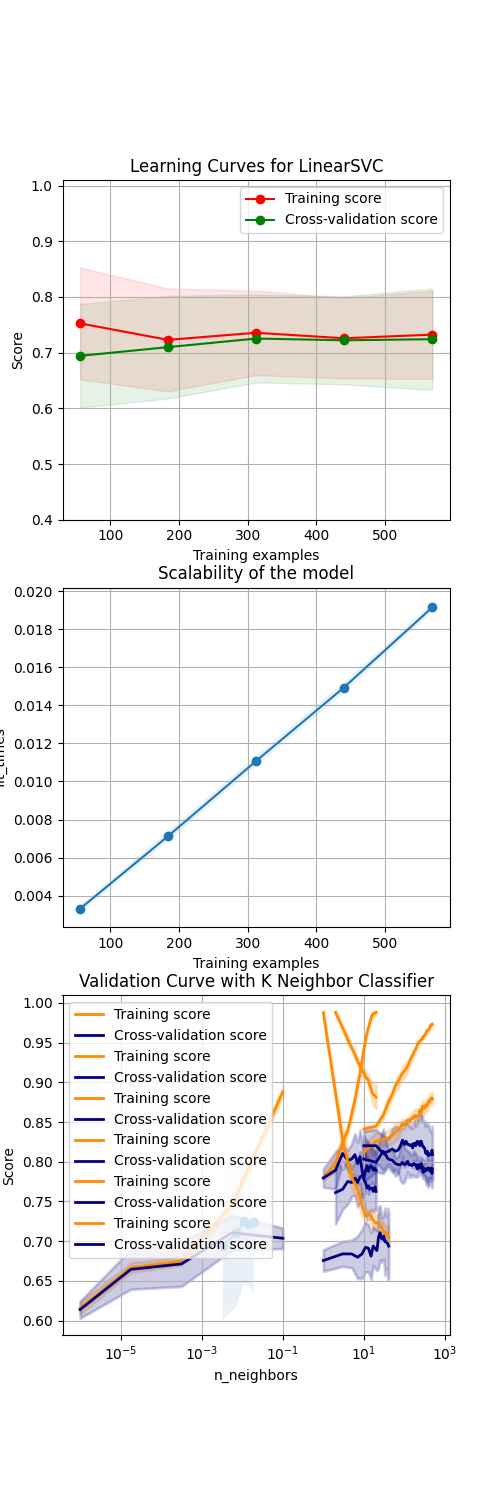 Learning Curves for LinearSVC
1.0
0.9
0.8
0.7
0.6
0.5
0.4
Score
Training score
Cross-validation score
100 200 300 400 500
Training examples
Scalability of the model
0.020
0.018
0.016
0.014
0.012
0.010
0.008
0.006
0.004
fit_times
100 200 300 400 500
Training examples
Validation Curve with K Neighbor Classifier
1.00
0.95
0.90
0.85
0.80
0.75
0.70
0.65
0.60
Score
Training score
Cross-validation score
Training score
Cross-validation score
Training score
Cross-validation score
Training score
Cross-validation score
Training score
Cross-validation score
Training score
Cross-validation score
10⁻⁵ 10⁻³ 10⁻¹ 10¹ 10³
n_neighbors